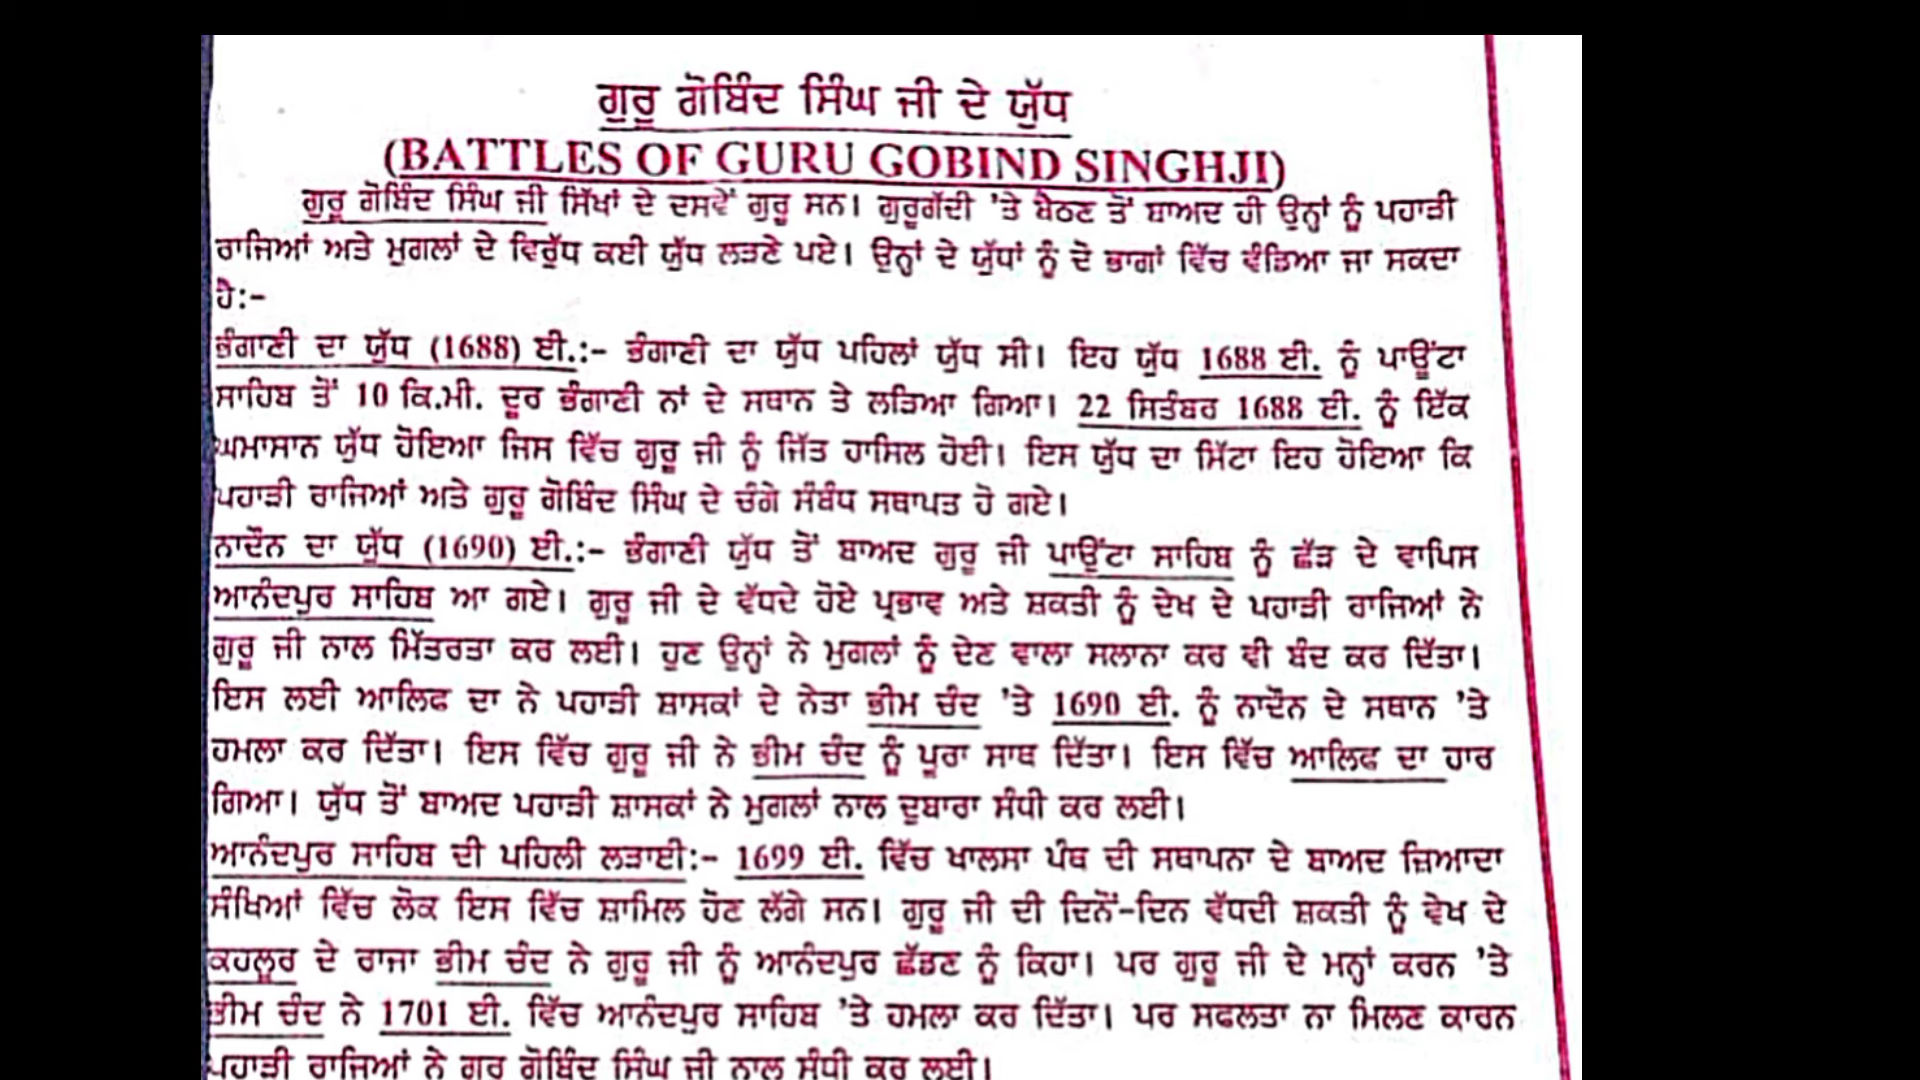 ਗੁਰੂ ਗੋਬਿੰਦ ਸਿੰਘ ਜੀ ਦੇ ਯੁੱਧ
(BATTLES OF GURU GOBIND SINGHJI)
ਗੁਰੂ ਗੋਬਿੰਦ ਸਿੰਘ ਜੀ ਸਿੱਖਾਂ ਦੇ ਦਸਵੇਂ ਗੁਰੂ ਸਨ। ਗੁਰੂਗੱਦੀ 'ਤੇ ਬੈਠਣ ਤੋਂ ਬਾਅਦ ਹੀ ਉਨ੍ਹਾਂ ਨੂੰ ਪਹਾੜੀ
ਰਾਜਿਆਂ ਅਤੇ ਮੁਗਲਾਂ ਦੇ ਵਿਰੁੱਧ ਕਈ ਯੁੱਧ ਲੜਣੇ ਪਏ। ਉਨ੍ਹਾਂ ਦੇ ਯੁੱਧਾਂ ਨੂੰ ਦੋ ਭਾਗਾਂ ਵਿੱਚ ਵੰਡਿਆ ਜਾ ਸਕਦਾ
ਹੈ:-
ਭੰਗਾਣੀ ਦਾ ਯੁੱਧ (1688) ਈ.:- ਭੰਗਾਣੀ ਦਾ ਯੁੱਧ ਪਹਿਲਾਂ ਯੁੱਧ ਸੀ। ਇਹ ਯੁੱਧ 1688 ਈ. ਨੂੰ ਪਾਊਂਟਾ
ਸਾਹਿਬ ਤੋਂ 10 ਕਿ.ਮੀ. ਦੂਰ ਭੰਗਾਣੀ ਨਾਂ ਦੇ ਸਥਾਨ ਤੇ ਲੜਿਆ ਗਿਆ। 22 ਸਿਤੰਬਰ 1688 ਈ. ਨੂੰ ਇੱਕ
ਘਮਾਸਾਨ ਯੁੱਧ ਹੋਇਆ ਜਿਸ ਵਿੱਚ ਗੁਰੂ ਜੀ ਨੂੰ ਜਿੱਤ ਹਾਸਿਲ ਹੋਈ। ਇਸ ਯੁੱਧ ਦਾ ਸਿੱਟਾ ਇਹ ਹੋਇਆ ਕਿ
ਪਹਾੜੀ ਰਾਜਿਆਂ ਅਤੇ ਗੁਰੂ ਗੋਬਿੰਦ ਸਿੰਘ ਦੇ ਚੰਗੇ ਸੰਬੰਧ ਸਥਾਪਤ ਹੋ ਗਏ।
ਨਾਦੌਨ ਦਾ ਯੁੱਧ (1690) ਈ.:- ਭੰਗਾਣੀ ਯੁੱਧ ਤੋਂ ਬਾਅਦ ਗੁਰੂ ਜੀ ਪਾਊਂਟਾ ਸਾਹਿਬ ਨੂੰ ਛੱਡ ਦੇ ਵਾਪਿਸ
ਆਨੰਦਪੁਰ ਸਾਹਿਬ ਆ ਗਏ। ਗੁਰੂ ਜੀ ਦੇ ਵੱਧਦੇ ਹੋਏ ਪ੍ਰਭਾਵ ਅਤੇ ਸ਼ਕਤੀ ਨੂੰ ਦੇਖ ਦੇ ਪਹਾੜੀ ਰਾਜਿਆਂ ਨੇ
ਗੁਰੂ ਜੀ ਨਾਲ ਮਿੱਤਰਤਾ ਕਰ ਲਈ। ਹੁਣ ਉਨ੍ਹਾਂ ਨੇ ਮੁਗਲਾਂ ਨੂੰ ਦੇਣ ਵਾਲਾ ਸਲਾਨਾ ਕਰ ਵੀ ਬੰਦ ਕਰ ਦਿੱਤਾ।
ਇਸ ਲਈ ਆਲਿਫ ਦਾ ਨੇ ਪਹਾੜੀ ਸ਼ਾਸਕਾਂ ਦੇ ਨੇਤਾ ਭੀਮ ਚੰਦ 'ਤੇ 1690 ਈ. ਨੂੰ ਨਾਦੌਨ ਦੇ ਸਥਾਨ 'ਤੇ
ਹਮਲਾ ਕਰ ਦਿੱਤਾ। ਇਸ ਵਿੱਚ ਗੁਰੂ ਜੀ ਨੇ ਭੀਮ ਚੰਦ ਨੂੰ ਪੂਰਾ ਸਾਥ ਦਿੱਤਾ। ਇਸ ਵਿੱਚ ਆਲਿਫ ਦਾ ਹਾਰ
ਗਿਆ। ਯੁੱਧ ਤੋਂ ਬਾਅਦ ਪਹਾੜੀ ਸ਼ਾਸਕਾਂ ਨੇ ਮੁਗਲਾਂ ਨਾਲ ਦੁਬਾਰਾ ਸੰਧੀ ਕਰ ਲਈ।
ਆਨੰਦਪੁਰ ਸਾਹਿਬ ਦੀ ਪਹਿਲੀ ਲੜਾਈ:- 1699 ਈ. ਵਿੱਚ ਖਾਲਸਾ ਪੰਥ ਦੀ ਸਥਾਪਨਾ ਦੇ ਬਾਅਦ ਜ਼ਿਆਦਾ
ਸੰਖਿਆਂ ਵਿੱਚ ਲੋਕ ਇਸ ਵਿੱਚ ਸ਼ਾਮਿਲ ਹੋਣ ਲੱਗੇ ਸਨ। ਗੁਰੂ ਜੀ ਦੀ ਦਿਨੋਂ-ਦਿਨ ਵੱਧਦੀ ਸ਼ਕਤੀ ਨੂੰ ਵੇਖ ਦੇ
ਕਹਲੂਰ ਦੇ ਰਾਜਾ ਭੀਮ ਚੰਦ ਨੇ ਗੁਰੂ ਜੀ ਨੂੰ ਆਨੰਦਪੁਰ ਛੱਡਣ ਨੂੰ ਕਿਹਾ। ਪਰ ਗੁਰੂ ਜੀ ਦੇ ਮਨ੍ਹਾਂ ਕਰਨ 'ਤੇ
ਭੀਮ ਚੰਦ ਨੇ 1701 ਈ. ਵਿੱਚ ਆਨੰਦਪੁਰ ਸਾਹਿਬ 'ਤੇ ਹਮਲਾ ਕਰ ਦਿੱਤਾ। ਪਰ ਸਫਲਤਾ ਨਾ ਮਿਲਣ ਕਾਰਨ
ਪਹਾੜੀ ਰਾਜਿਆਂ ਨੇ ਗੁਰੂ ਗੋਬਿੰਦ ਸਿੰਘ ਜੀ ਨਾਲ ਸੰਧੀ ਕਰ ਲਈ।